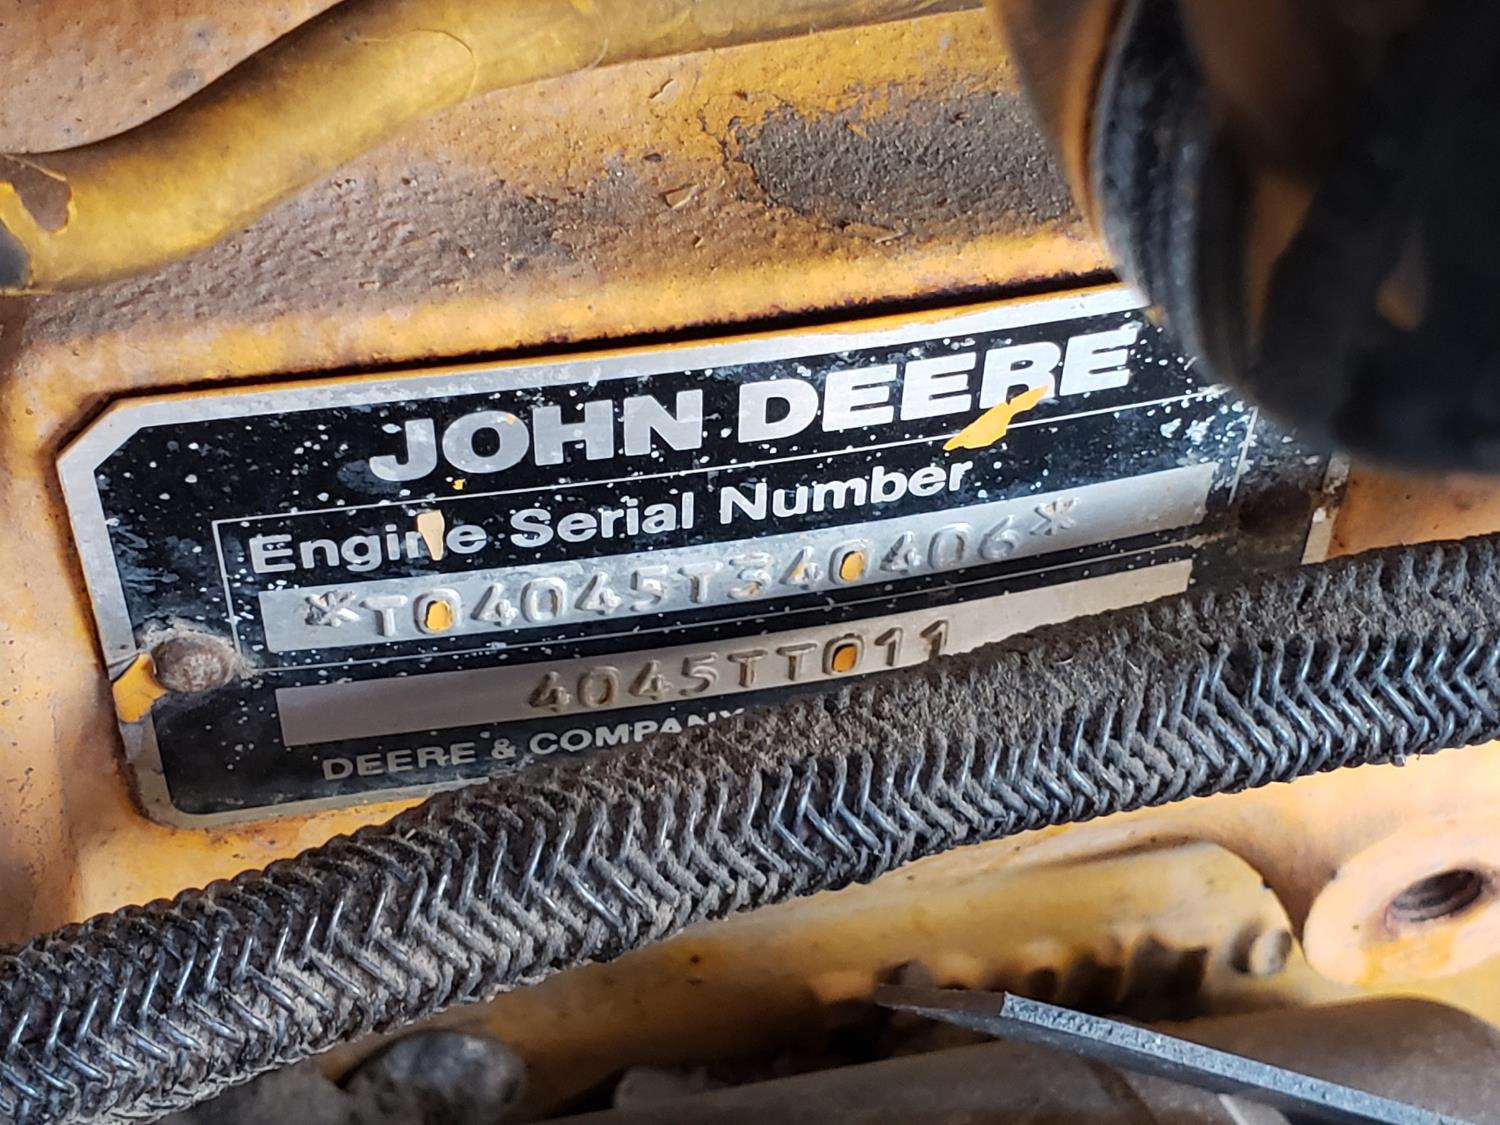 JOHN DEERE
Engine Serial Number
*T04045T340406*
4045TT011
DEERE & COMPANY